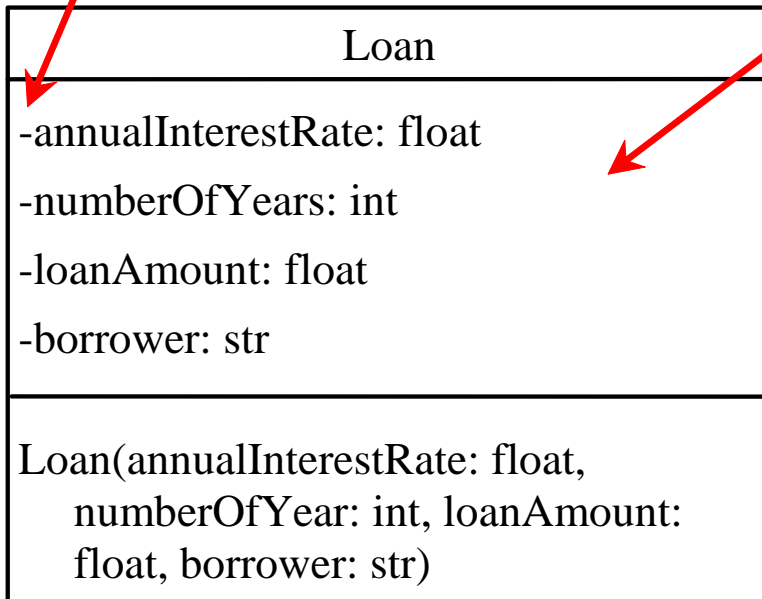 Loan
-annualInterestRate: float
-numberOfYears: int
-loanAmount: float
-borrower: str
Loan(annualInterestRate: float,
numberOfYear: int, loanAmount:
float, borrower: str)